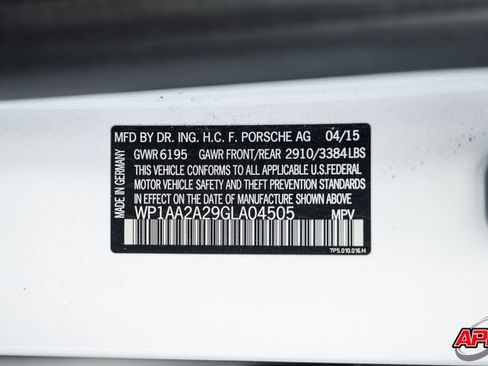 MFD BY DR. ING. H.C. F. PORSCHE AG 04/15
GVWR 6195 GAWR FRONT/REAR 2910/3384LBS
THIS VEHICLE CONFORMS TO ALL APPLICABLE U.S.FEDERAL
MOTOR VEHICLE SAFETY AND THEFT PREVENTION STANDARDS
IN EFFECT ON THE DATE OF MANUFACTURE SHOWN ABOVE.
WP1AA2A29GLA04505 MPV
7P5.010.016.H
MADE IN GERMANY